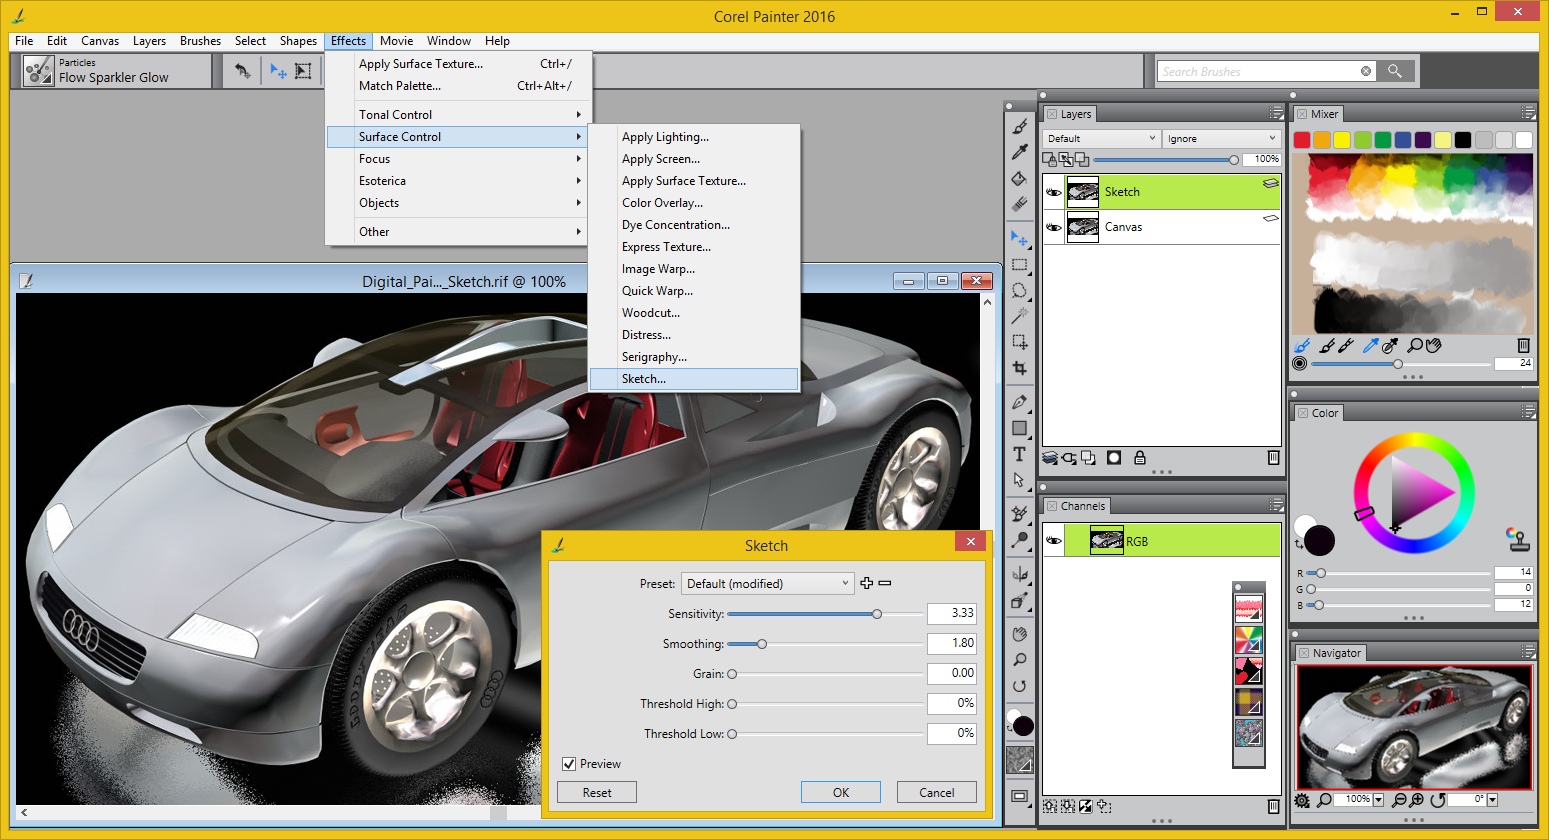 Corel Painter 2016
File Edit Canvas Layers Brushes Select Shapes Effects Movie Window Help
Particles
Flow Sparkler Glow
Search Brushes
Apply Surface Texture... Ctrl+/
Match Palette... Ctrl+Alt+/
Tonal Control
Surface Control
Focus
Esoterica
Objects
Other
Apply Lighting...
Apply Screen...
Apply Surface Texture...
Color Overlay...
Dye Concentration...
Express Texture...
Image Warp...
Quick Warp...
Woodcut...
Distress...
Serigraphy...
Sketch...
Digital_Pai..._Sketch.rif @ 100%
Sketch
Preset: Default (modified)
Sensitivity: 3.33
Smoothing: 1.80
Grain: 0.00
Threshold High: 0%
Threshold Low: 0%
Preview
Reset OK Cancel
T
Layers
Default Ignore
100%
Sketch
Canvas
Channels
RGB
Mixer
24
Color
R 14
G 0
B 12
Navigator
100% 0°